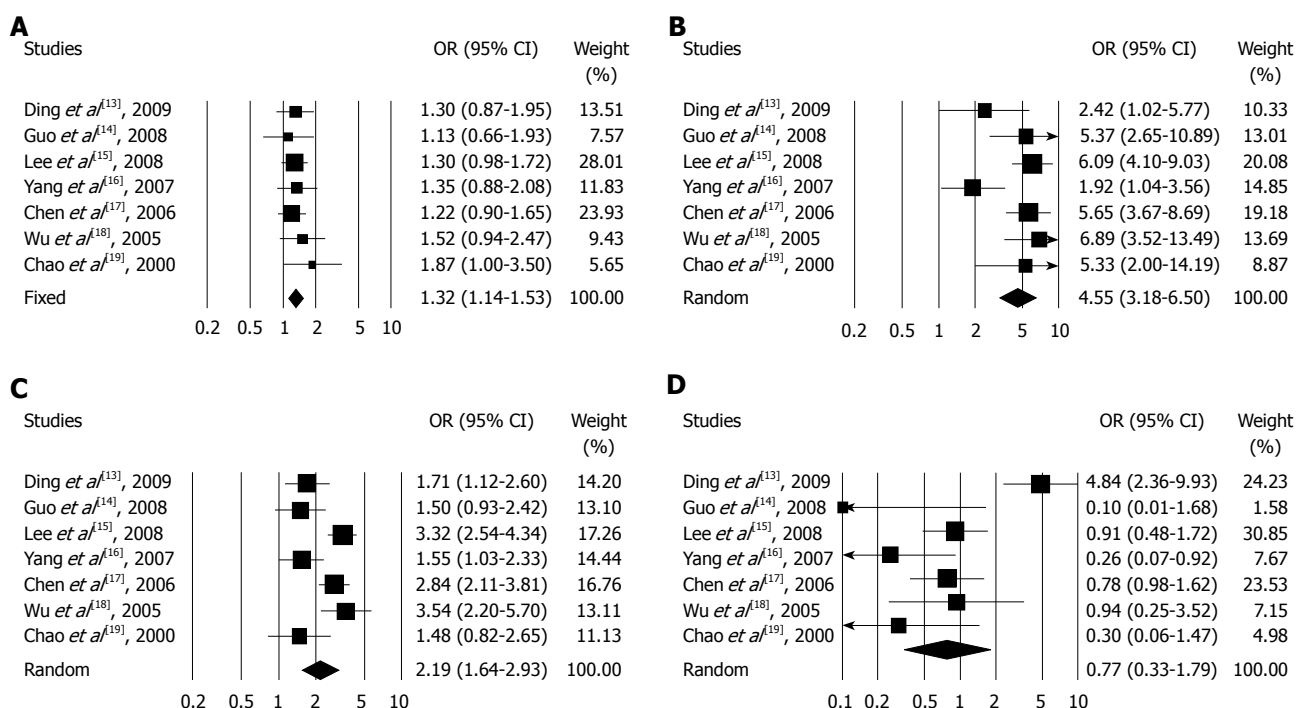 A
Studies OR (95% CI) Weight
(%)
Ding et al[13], 2009 1.30 (0.87-1.95) 13.51
Guo et al[14], 2008 1.13 (0.66-1.93) 7.57
Lee et al[15], 2008 1.30 (0.98-1.72) 28.01
Yang et al[16], 2007 1.35 (0.88-2.08) 11.83
Chen et al[17], 2006 1.22 (0.90-1.65) 23.93
Wu et al[18], 2005 1.52 (0.94-2.47) 9.43
Chao et al[19], 2000 1.87 (1.00-3.50) 5.65
Fixed 1.32 (1.14-1.53) 100.00
0.2 0.5 1 2 5 10
B
Studies OR (95% CI) Weight
(%)
Ding et al[13], 2009 2.42 (1.02-5.77) 10.33
Guo et al[14], 2008 5.37 (2.65-10.89) 13.01
Lee et al[15], 2008 6.09 (4.10-9.03) 20.08
Yang et al[16], 2007 1.92 (1.04-3.56) 14.85
Chen et al[17], 2006 5.65 (3.67-8.69) 19.18
Wu et al[18], 2005 6.89 (3.52-13.49) 13.69
Chao et al[19], 2000 5.33 (2.00-14.19) 8.87
Random 4.55 (3.18-6.50) 100.00
0.2 0.5 1 2 5 10
C
Studies OR (95% CI) Weight
(%)
Ding et al[13], 2009 1.71 (1.12-2.60) 14.20
Guo et al[14], 2008 1.50 (0.93-2.42) 13.10
Lee et al[15], 2008 3.32 (2.54-4.34) 17.26
Yang et al[16], 2007 1.55 (1.03-2.33) 14.44
Chen et al[17], 2006 2.84 (2.11-3.81) 16.76
Wu et al[18], 2005 3.54 (2.20-5.70) 13.11
Chao et al[19], 2000 1.48 (0.82-2.65) 11.13
Random 2.19 (1.64-2.93) 100.00
0.2 0.5 1 2 5 10
D
Studies OR (95% CI) Weight
(%)
Ding et al[13], 2009 4.84 (2.36-9.93) 24.23
Guo et al[14], 2008 0.10 (0.01-1.68) 1.58
Lee et al[15], 2008 0.91 (0.48-1.72) 30.85
Yang et al[16], 2007 0.26 (0.07-0.92) 7.67
Chen et al[17], 2006 0.78 (0.98-1.62) 23.53
Wu et al[18], 2005 0.94 (0.25-3.52) 7.15
Chao et al[19], 2000 0.30 (0.06-1.47) 4.98
Random 0.77 (0.33-1.79) 100.00
0.1 0.2 0.5 1 2 5 10